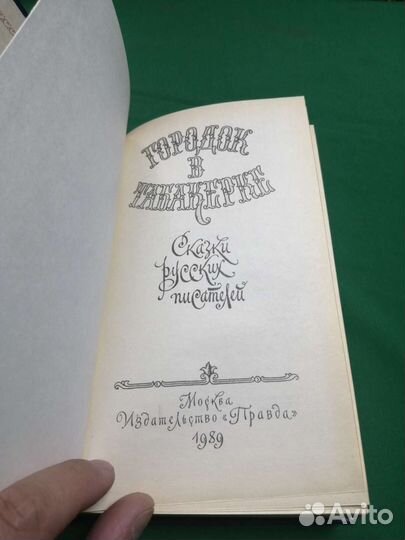 ГОРОДОК
В
ТАБАКЕРКЕ
Сказки
русских
писателей
Москва
Издательство «Правда»
1989
Avito